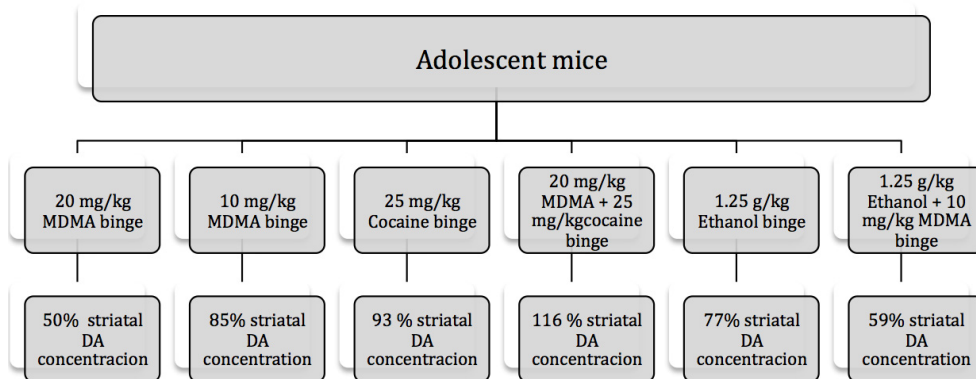 Adolescent mice
20 mg/kg
MDMA binge
10 mg/kg
MDMA binge
25 mg/kg
Cocaine binge
20 mg/kg
MDMA + 25
mg/kgcocaine
binge
1.25 g/kg
Ethanol binge
1.25 g/kg
Ethanol + 10
mg/kg MDMA
binge
50% striatal
DA
concentracion
85% striatal
DA
concentration
93 % striatal
DA
concentracion
116 % striatal
DA
concentracion
77% striatal
DA
concentracion
59% striatal
DA
concentracion